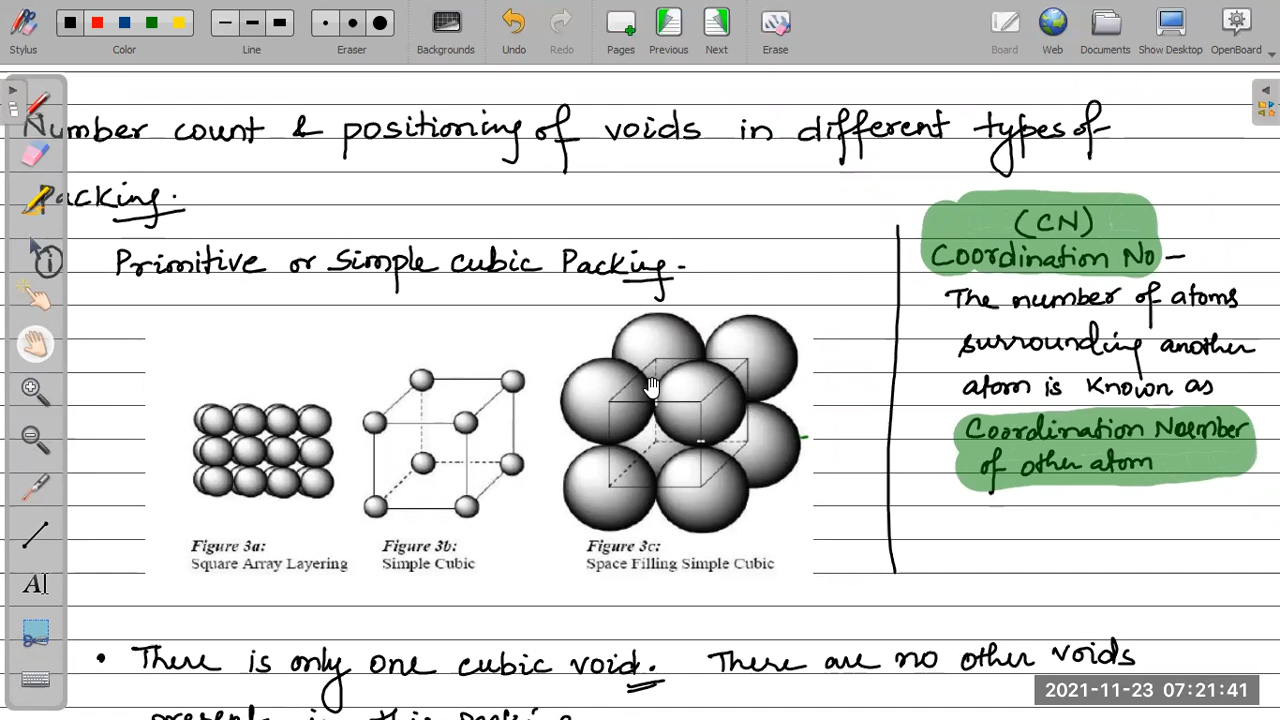 Stylus
Color
Line
Eraser
Backgrounds
Undo
Redo
Pages
Previous
Next
Erase
Board
Web
Documents
Show Desktop
OpenBoard
Number count & positioning of voids in different types of
Packing.
Primitive or Simple cubic Packing.
Figure 3a:
Square Array Layering
Figure 3b:
Simple Cubic
Figure 3c:
Space Filling Simple Cubic
(CN)
Coordination No –
The number of atoms
surrounding another
atom is known as
Coordination Number
of other atom
• There is only one cubic void. There are no other voids
present in this packing
2021-11-23 07:21:41